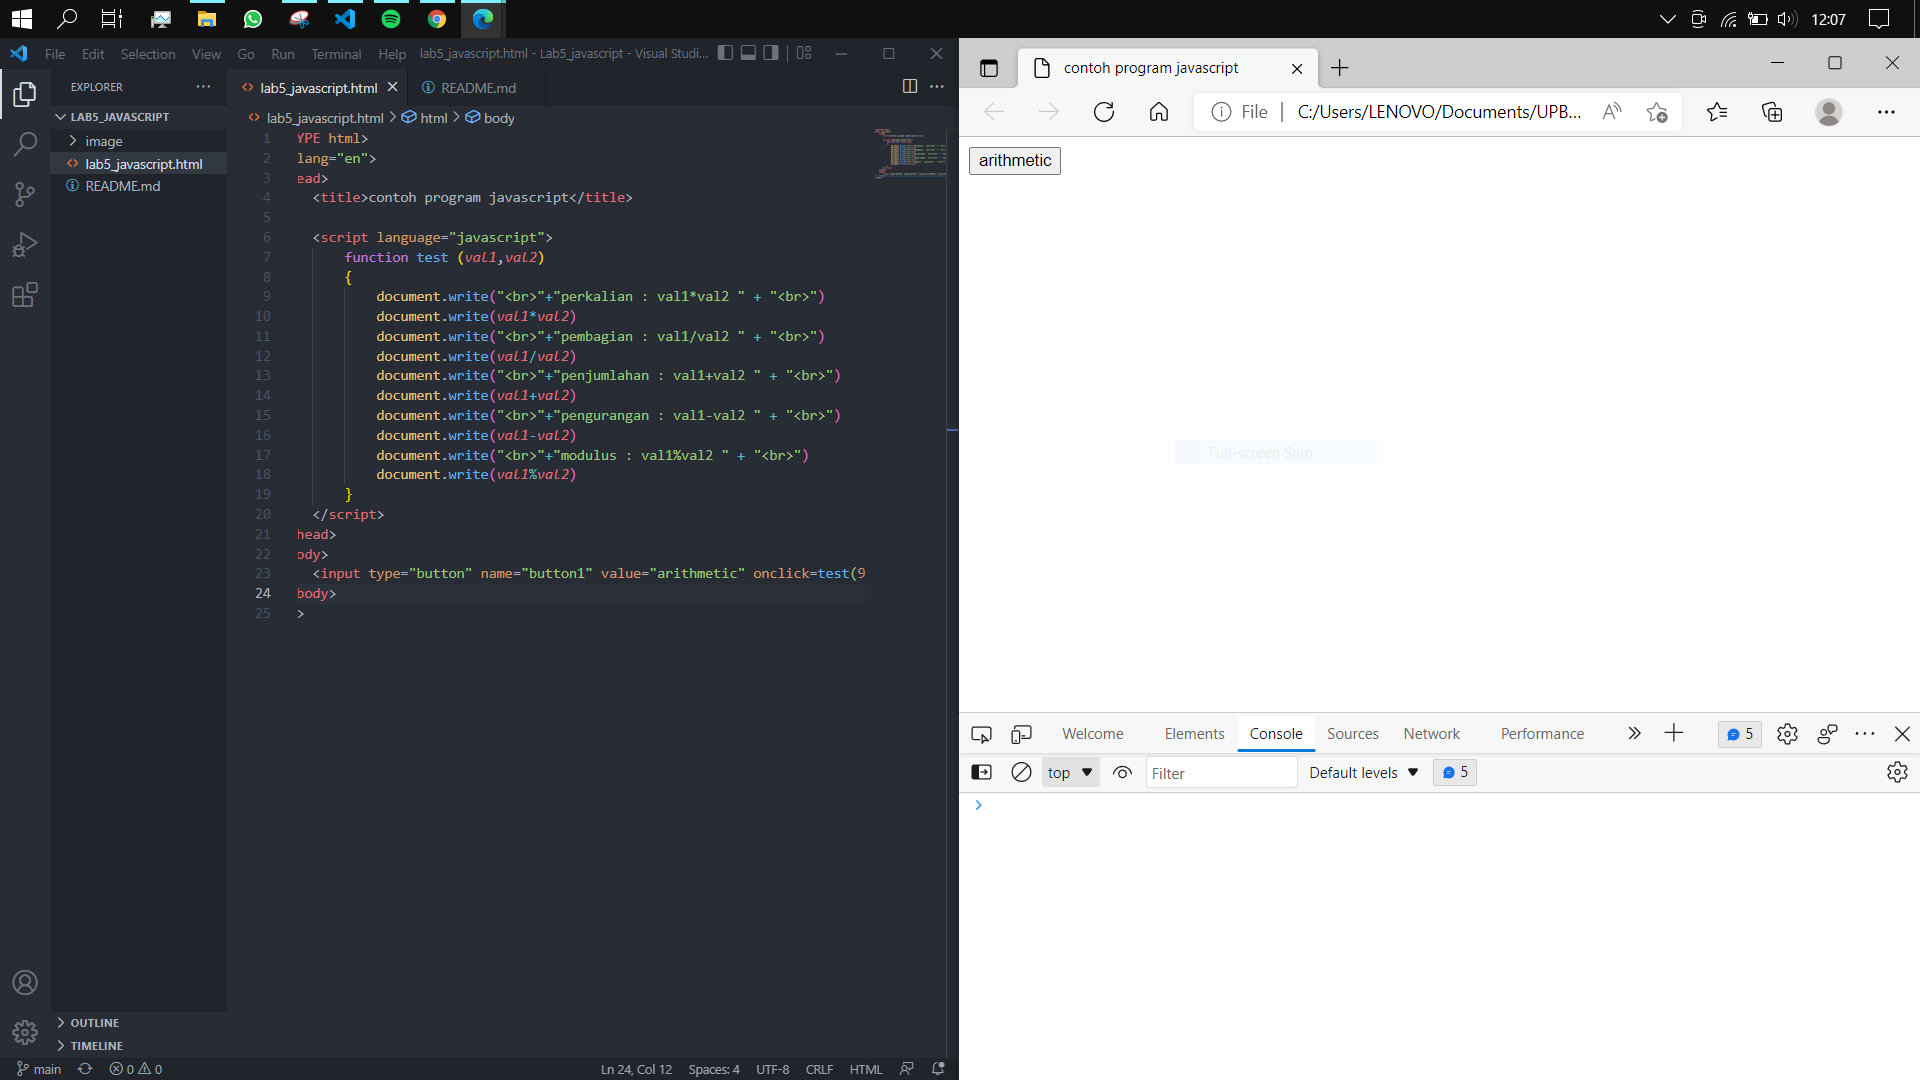 12:07
File Edit Selection View Go Run Terminal Help lab5_javascript.html - Lab5_javascript - Visual Studi...
EXPLORER
LAB5_JAVASCRIPT
image
lab5_javascript.html
README.md
OUTLINE
TIMELINE
lab5_javascript.html README.md
lab5_javascript.html > html > body
1 YPE html>
2 lang="en">
3 ead>
4 <title>contoh program javascript</title>
5
6 <script language="javascript">
7 function test (val1,val2)
8 {
9 document.write("<br>"+"perkalian : val1*val2 " + "<br>")
10 document.write(val1*val2)
11 document.write("<br>"+"pembagian : val1/val2 " + "<br>")
12 document.write(val1/val2)
13 document.write("<br>"+"penjumlahan : val1+val2 " + "<br>")
14 document.write(val1+val2)
15 document.write("<br>"+"pengurangan : val1-val2 " + "<br>")
16 document.write(val1-val2)
17 document.write("<br>"+"modulus : val1%val2 " + "<br>")
18 document.write(val1%val2)
19 }
20 </script>
21 head>
22 ody>
23 <input type="button" name="button1" value="arithmetic" onclick=test(9
24 body>
25 >
main 0 0 Ln 24, Col 12 Spaces: 4 UTF-8 CRLF HTML
contoh program javascript
File C:/Users/LENOVO/Documents/UPB...
arithmetic
Full-screen Snip
Welcome Elements Console Sources Network Performance 5
top Filter Default levels 5